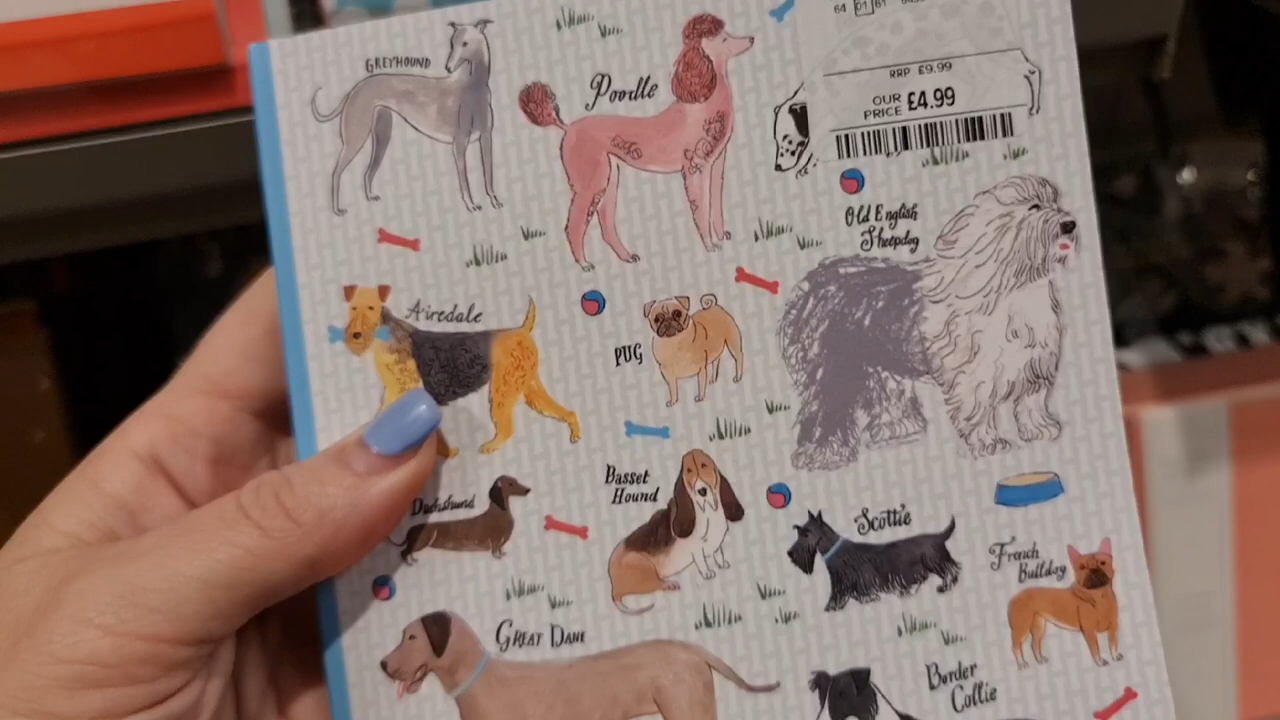 GREYHOUND
Poodle
64 01 61
RRP £9.99
OUR
PRICE £4.99
Old English
Sheepdog
Airedale
PUG
Basset
Hound
Dachshund
Scottie
French
Bulldog
GREAT DANE
Border
Collie